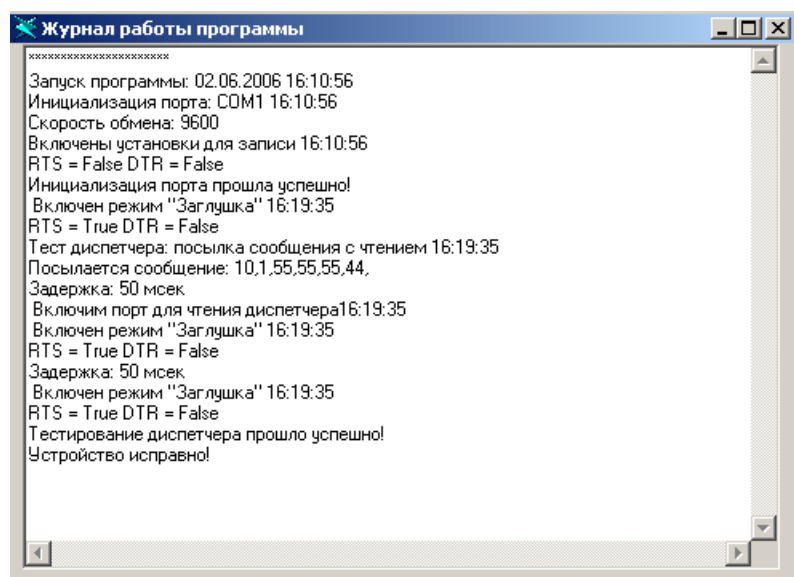 Журнал работы программы
xxxxxxxxxxxxxxxxxxxxxx
Запуск программы: 02.06.2006 16:10:56
Инициализация порта: COM1 16:10:56
Скорость обмена: 9600
Включены установки для записи 16:10:56
RTS = False DTR = False
Инициализация порта прошла успешно!
Включен режим "Заглушка" 16:19:35
RTS = True DTR = False
Тест диспетчера: посылка сообщения с чтением 16:19:35
Посылается сообщение: 10,1,55,55,55,44,
Задержка: 50 мсек
Включим порт для чтения диспетчера16:19:35
Включен режим "Заглушка" 16:19:35
RTS = True DTR = False
Задержка: 50 мсек
Включен режим "Заглушка" 16:19:35
RTS = True DTR = False
Тестирование диспетчера прошло успешно!
Устройство исправно!